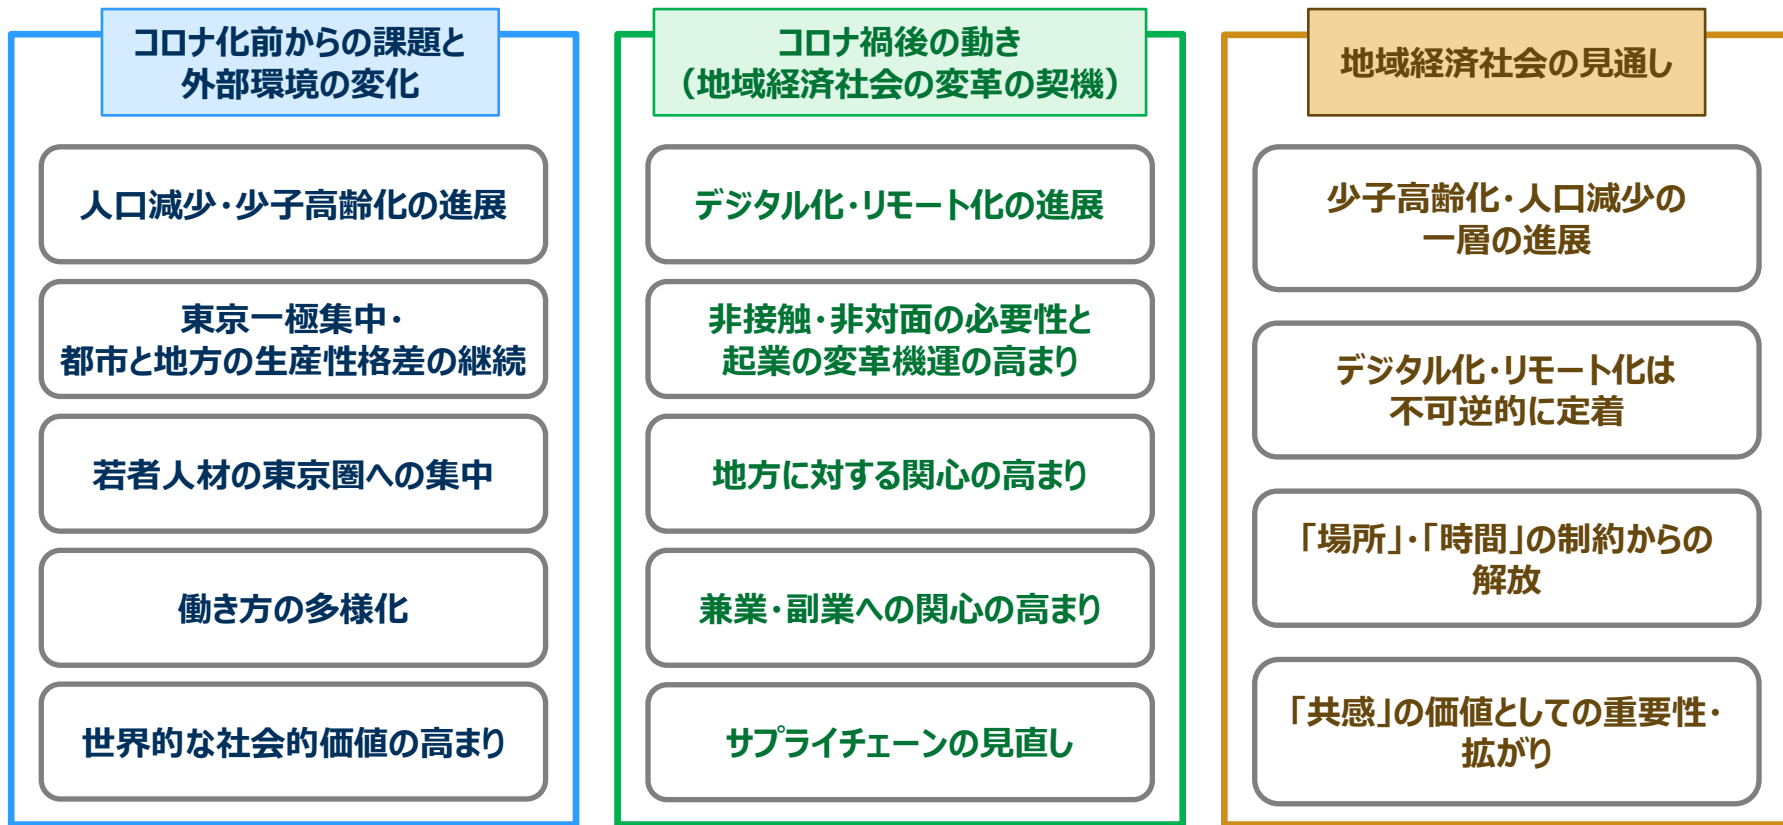 コロナ化前からの課題と
外部環境の変化
人口減少・少子高齢化の進展
東京一極集中・
都市と地方の生産性格差の継続
若者人材の東京圏への集中
働き方の多様化
世界的な社会的価値の高まり
コロナ禍後の動き
（地域経済社会の変革の契機）
デジタル化・リモート化の進展
非接触・非対面の必要性と
起業の変革機運の高まり
地方に対する関心の高まり
兼業・副業への関心の高まり
サプライチェーンの見直し
地域経済社会の見通し
少子高齢化・人口減少の
一層の進展
デジタル化・リモート化は
不可逆的に定着
「場所」・「時間」の制約からの
解放
「共感」の価値としての重要性・
拡がり